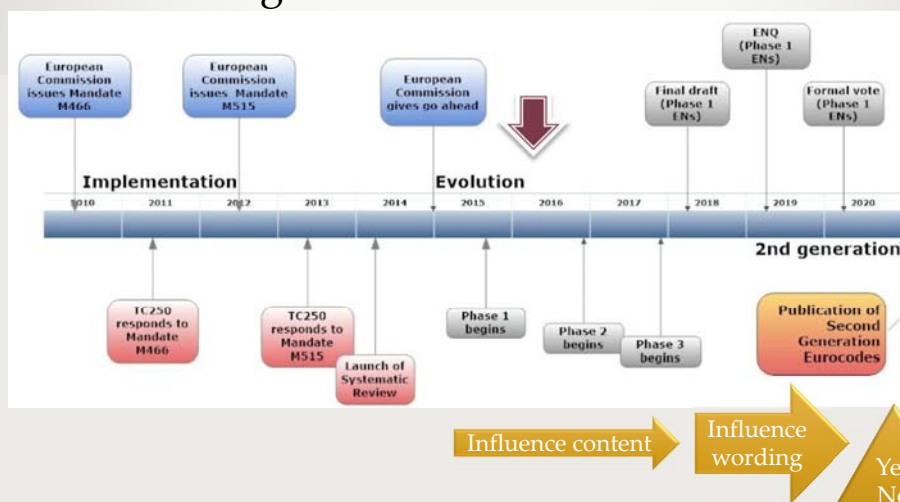 ENQ
(Phase 1
ENs)
European
Commission
issues Mandate
M466
European
Commission
issues Mandate
M515
European
Commission
gives go ahead
Final draft
(Phase 1
ENs)
Formal vote
(Phase 1
ENs)
Implementation
Evolution
2010 2011 2012 2013 2014 2015 2016 2017 2018 2019 2020
2nd generation
TC250
responds to
Mandate
M466
TC250
responds to
Mandate
M515
Launch of
Systematic
Review
Phase 1
begins
Phase 2
begins
Phase 3
begins
Publication of
Second
Generation
Eurocodes
Influence content
Influence
wording